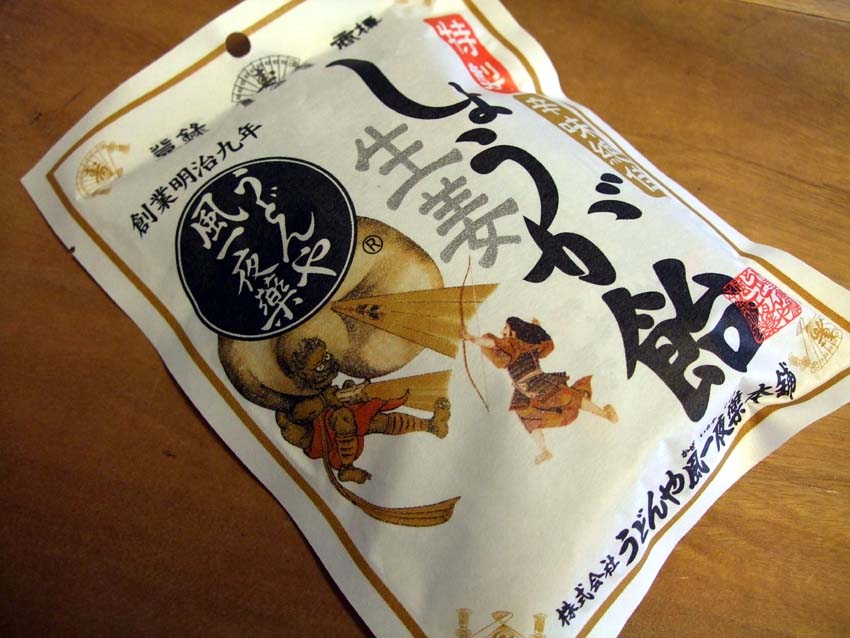 登録
商標
特製
しょうが
生姜
飴
創業明治九年
うどんや
風一夜薬
®
株式会社うどんや風一夜薬本舗